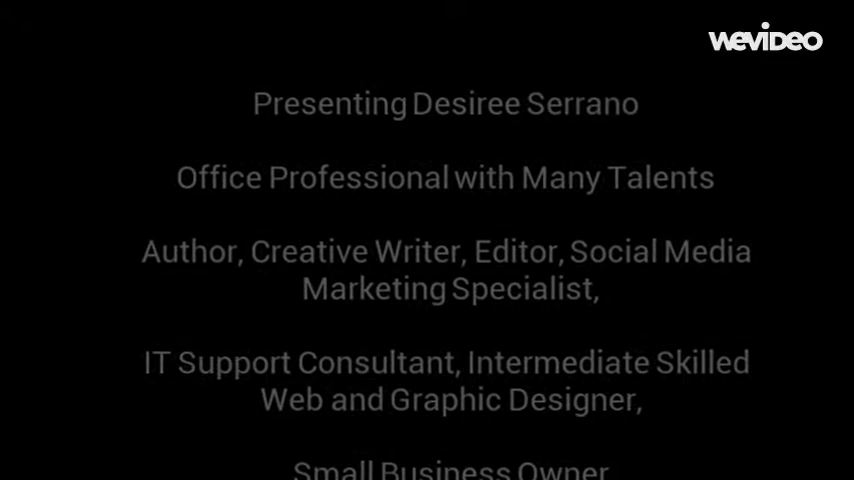 WEVIDEO
Presenting Desiree Serrano
Office Professional with Many Talents
Author, Creative Writer, Editor, Social Media
Marketing Specialist,
IT Support Consultant, Intermediate Skilled
Web and Graphic Designer,
Small Business Owner